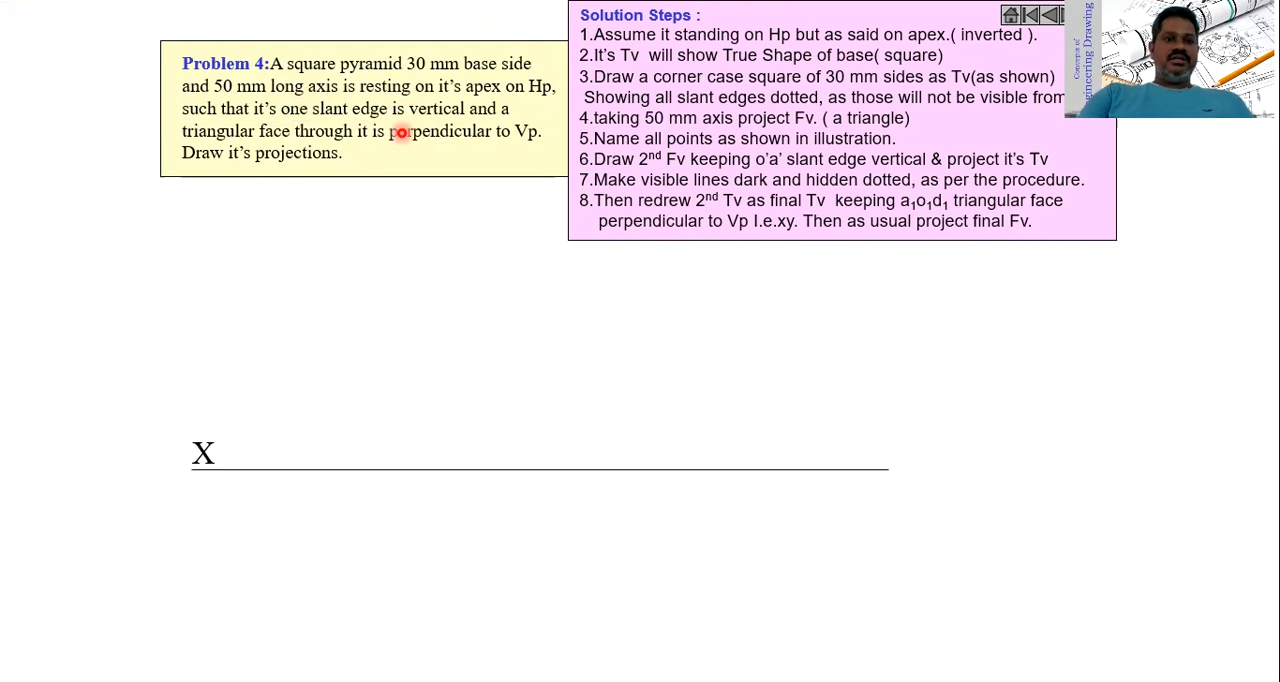 Problem 4:A square pyramid 30 mm base side
and 50 mm long axis is resting on it's apex on Hp,
such that it's one slant edge is vertical and a
triangular face through it is perpendicular to Vp.
Draw it's projections.
Solution Steps :
1.Assume it standing on Hp but as said on apex.( inverted ).
2.It's Tv will show True Shape of base( square)
3.Draw a corner case square of 30 mm sides as Tv(as shown)
Showing all slant edges dotted, as those will not be visible from
4.taking 50 mm axis project Fv. ( a triangle)
5.Name all points as shown in illustration.
6.Draw 2nd Fv keeping o'a' slant edge vertical & project it's Tv
7.Make visible lines dark and hidden dotted, as per the procedure.
8.Then redrew 2nd Tv as final Tv keeping a1o1d1 triangular face
perpendicular to Vp I.e.xy. Then as usual project final Fv.
Concepts of
gineering Drawing
X